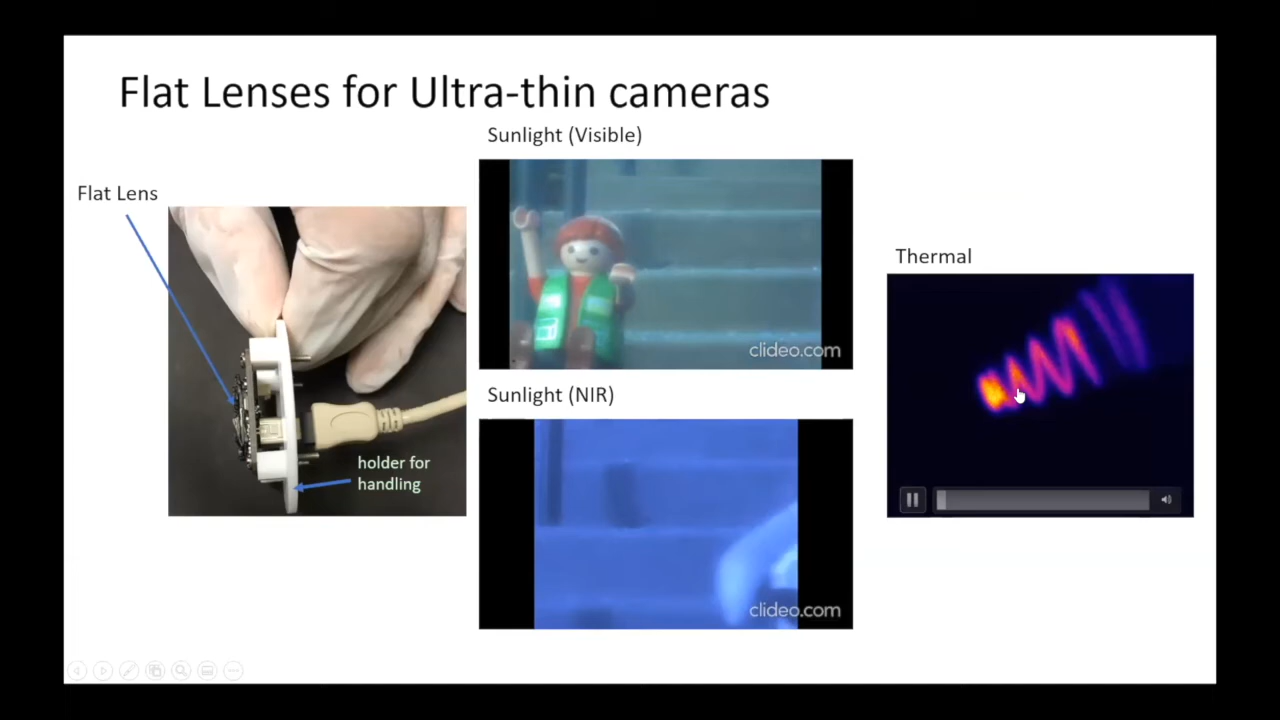 Flat Lenses for Ultra-thin cameras
Sunlight (Visible)
Flat Lens
clideo.com
Thermal
Sunlight (NIR)
holder for
handling
clideo.com